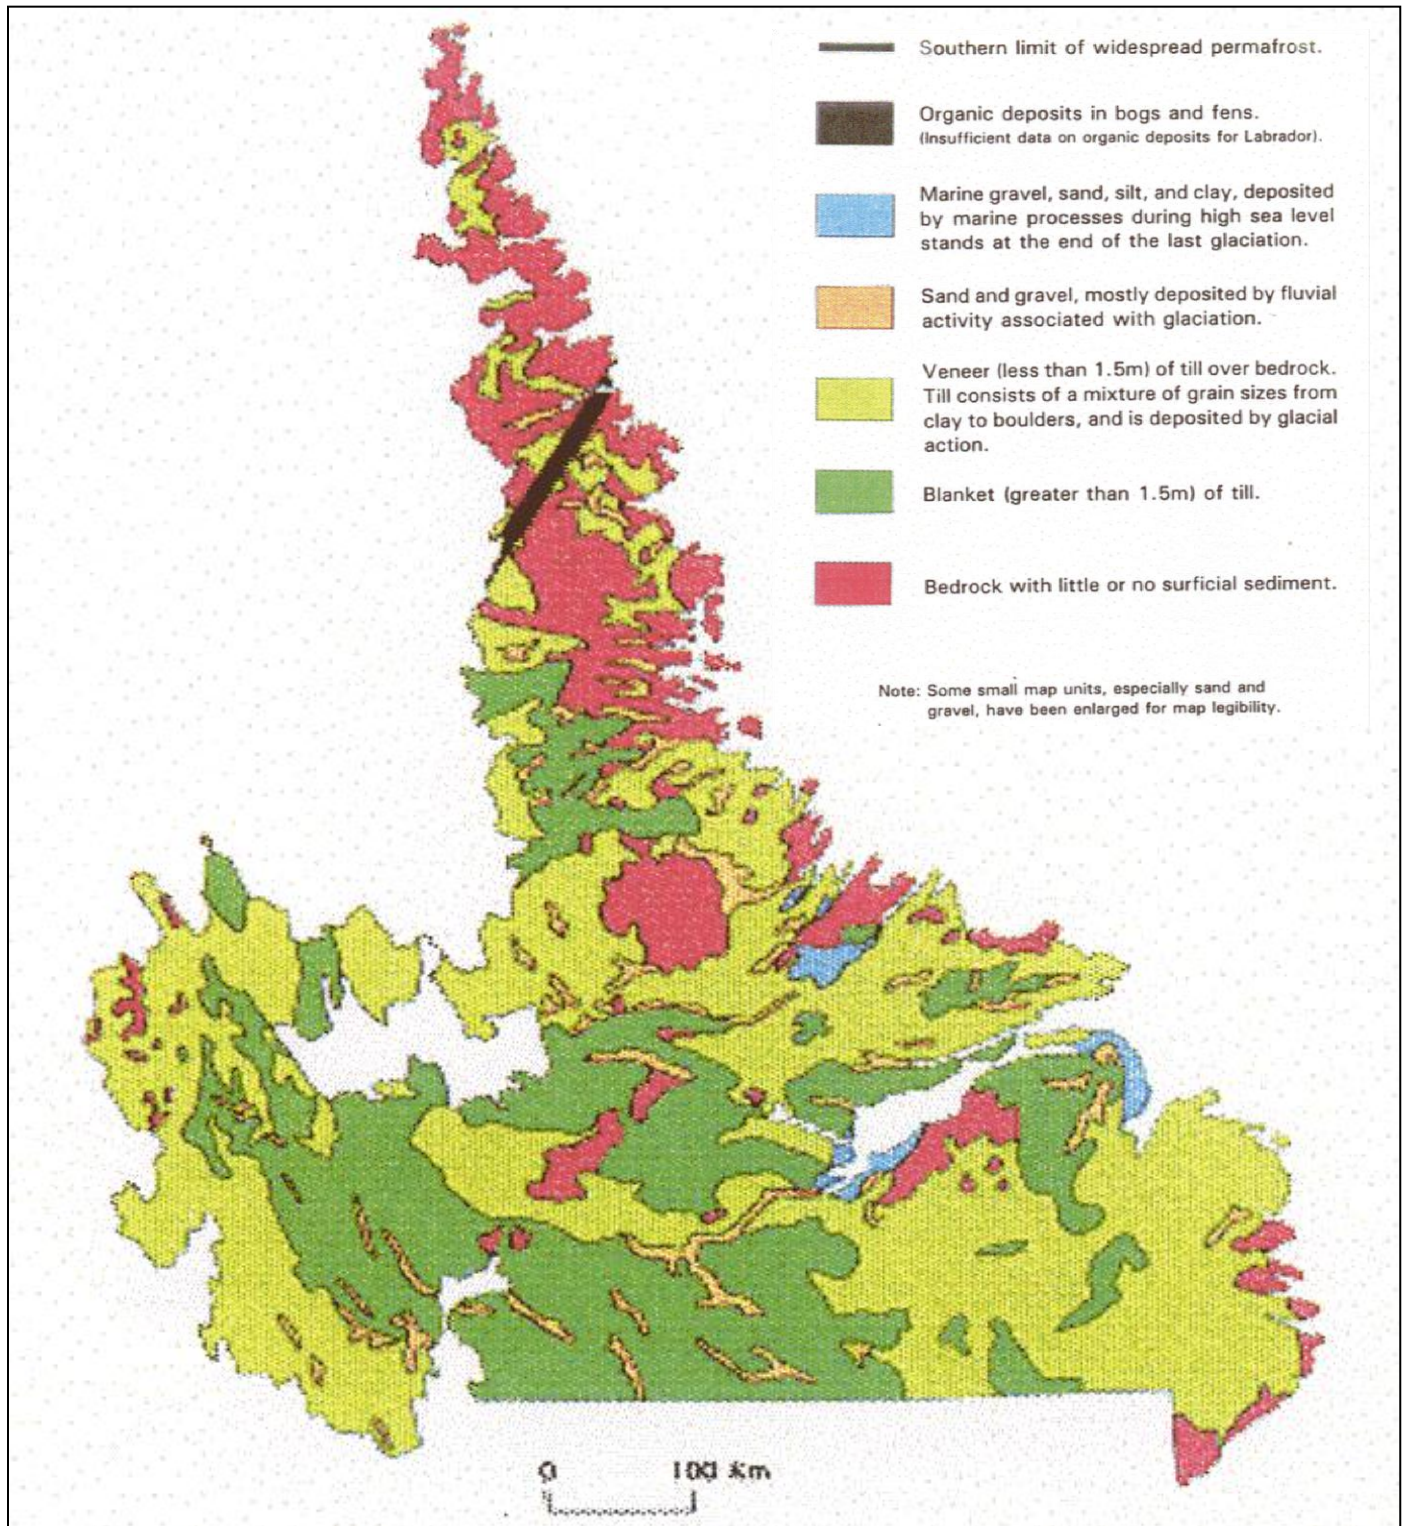 Southern limit of widespread permafrost.
Organic deposits in bogs and fens.
(Insufficient data on organic deposits for Labrador).
Marine gravel, sand, silt, and clay, deposited
by marine processes during high sea level
stands at the end of the last glaciation.
Sand and gravel, mostly deposited by fluvial
activity associated with glaciation.
Veneer (less than 1.5m) of till over bedrock.
Till consists of a mixture of grain sizes from
clay to boulders, and is deposited by glacial
action.
Blanket (greater than 1.5m) of till.
Bedrock with little or no surficial sediment.
Note: Some small map units, especially sand and
gravel, have been enlarged for map legibility.
0 100 Km